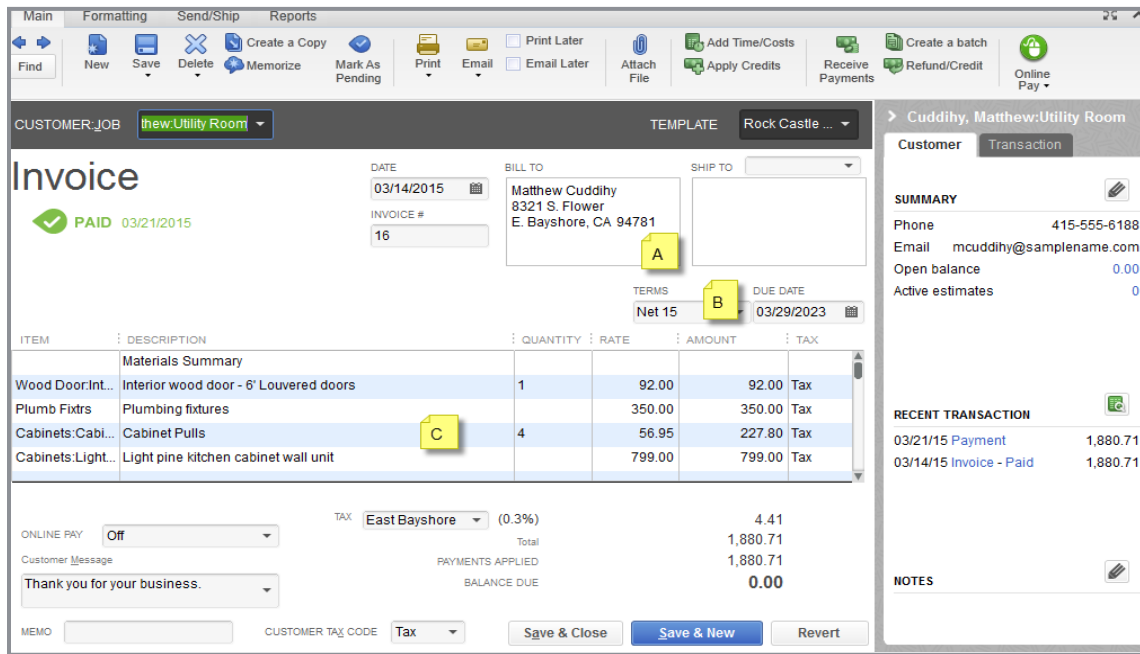 Main Formatting Send/Ship Reports
Find New Save Delete Create a Copy Memorize Mark As Pending Print Email Print Later Email Later Attach File Add Time/Costs Apply Credits Receive Payments Create a batch Refund/Credit Online Pay
CUSTOMER:JOB thew:Utility Room TEMPLATE Rock Castle ...
Cuddihy, Matthew:Utility Room
Customer Transaction
Invoice
PAID 03/21/2015
DATE
03/14/2015
INVOICE #
16
BILL TO
Matthew Cuddihy
8321 S. Flower
E. Bayshore, CA 94781
A
SHIP TO
TERMS
Net 15
B
DUE DATE
03/29/2023
ITEM DESCRIPTION QUANTITY RATE AMOUNT TAX
Materials Summary
Wood Door:Int... Interior wood door - 6' Louvered doors 1 92.00 92.00 Tax
Plumb Fixtrs Plumbing fixtures 350.00 350.00 Tax
Cabinets:Cabi... Cabinet Pulls C 4 56.95 227.80 Tax
Cabinets:Light... Light pine kitchen cabinet wall unit 799.00 799.00 Tax
ONLINE PAY Off
Customer Message
Thank you for your business.
TAX East Bayshore (0.3%) 4.41
Total 1,880.71
PAYMENTS APPLIED 1,880.71
BALANCE DUE 0.00
MEMO CUSTOMER TAX CODE Tax Save & Close Save & New Revert
SUMMARY
Phone 415-555-6188
Email mcuddihy@samplename.com
Open balance 0.00
Active estimates 0
RECENT TRANSACTION
03/21/15 Payment 1,880.71
03/14/15 Invoice - Paid 1,880.71
NOTES